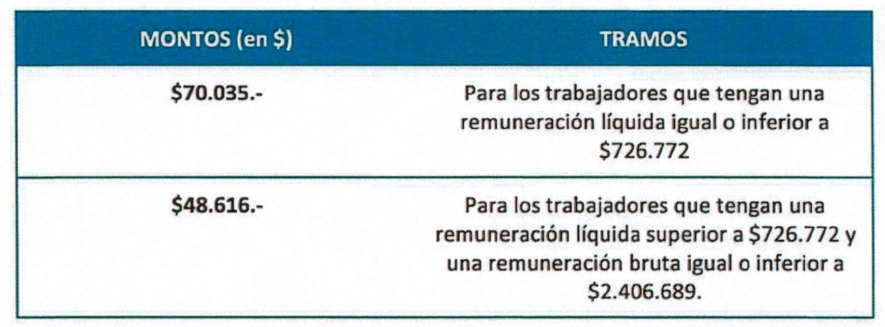 MONTOS (en $)
TRAMOS
$70.035.-
Para los trabajadores que tengan una
remuneración líquida igual o inferior a
$726.772
$48.616.-
Para los trabajadores que tengan una
remuneración líquida superior a $726.772 y
una remuneración bruta igual o inferior a
$2.406.689.